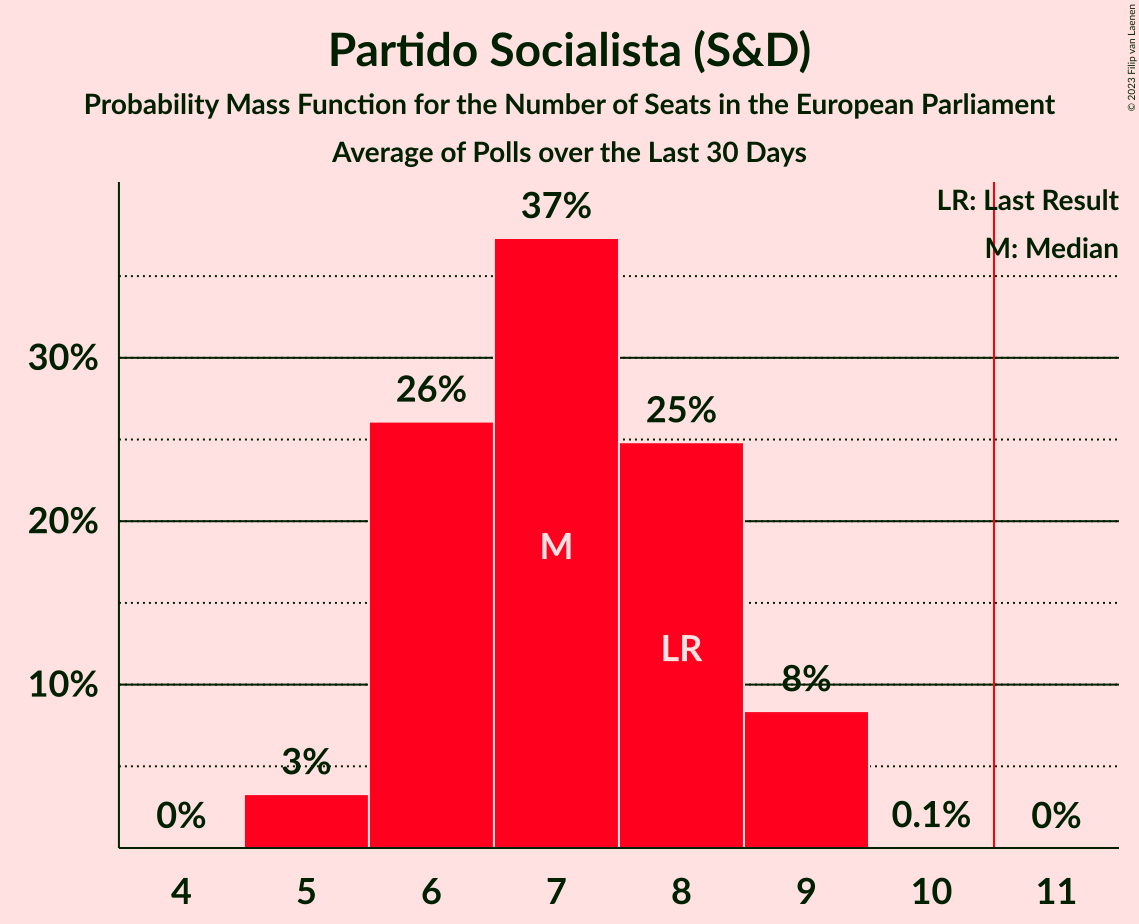 Partido Socialista (S&D)
Probability Mass Function for the Number of Seats in the European Parliament
Average of Polls over the Last 30 Days
© 2023 Filip van Laenen
LR: Last Result
M: Median
30%
20%
10%
0%
3%
26%
37%
25%
8%
0.1%
0%
M
LR
4 5 6 7 8 9 10 11